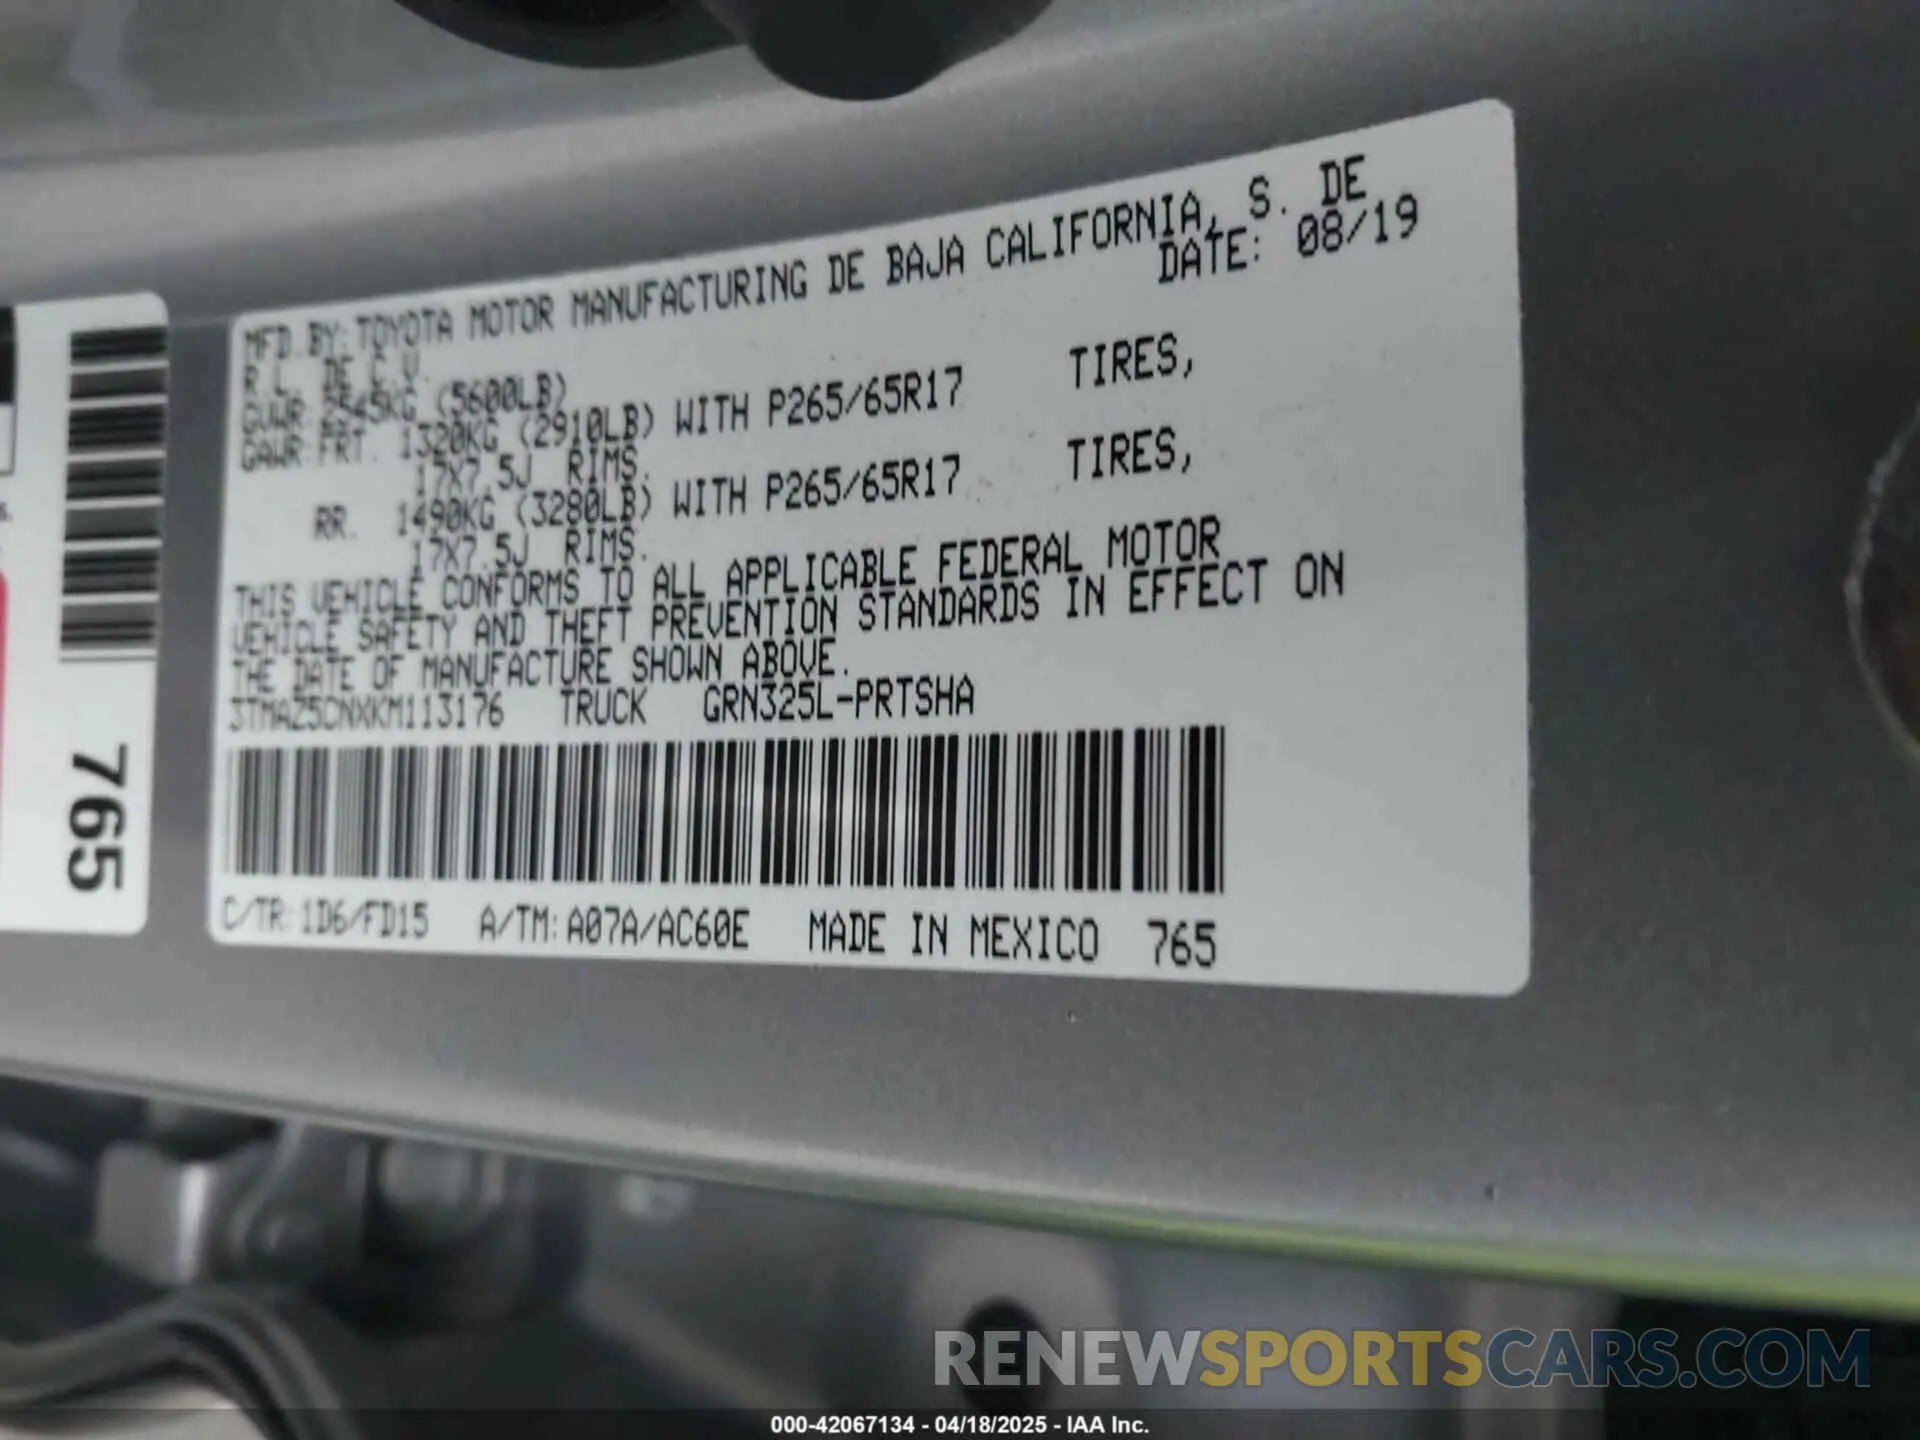 MFD. BY: TOYOTA MOTOR MANUFACTURING DE BAJA CALIFORNIA, S. DE
R.L. DE C.V. DATE: 08/19
GVWR: 2545KG (5600LB)
GAWR: FRT. 1320KG (2910LB) WITH P265/65R17 TIRES,
17X7.5J RIMS.
RR. 1490KG (3280LB) WITH P265/65R17 TIRES,
17X7.5J RIMS.
THIS VEHICLE CONFORMS TO ALL APPLICABLE FEDERAL MOTOR
VEHICLE SAFETY AND THEFT PREVENTION STANDARDS IN EFFECT ON
THE DATE OF MANUFACTURE SHOWN ABOVE.
3TMAZ5CNXKM113176 TRUCK GRN325L-PRTSHA
C/TR: 1D6/FD15 A/TM: A07A/AC60E MADE IN MEXICO 765
765
RENEWSPORTSCARS.COM
000-42067134 - 04/18/2025 - IAA Inc.